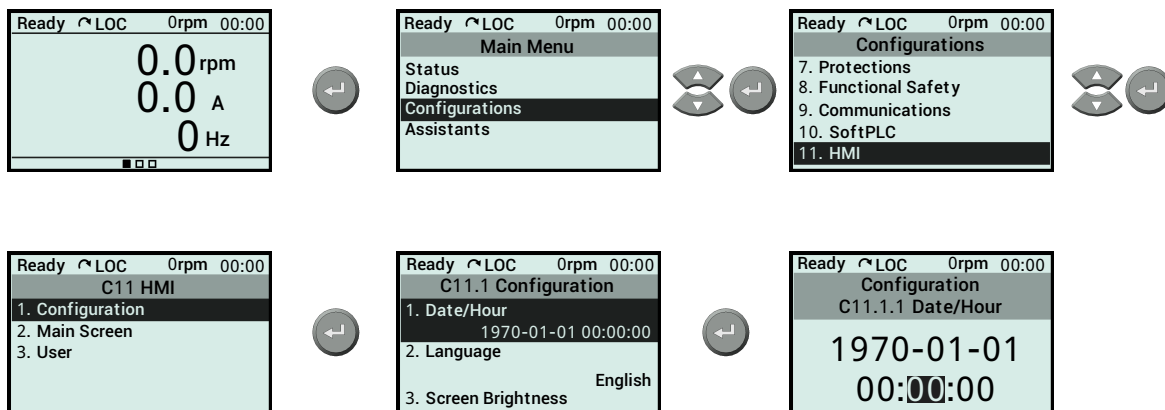 Ready LOC 0rpm 00:00
0.0 rpm
0.0 A
0 Hz
Ready LOC 0rpm 00:00
Main Menu
Status
Diagnostics
Configurations
Assistants
Ready LOC 0rpm 00:00
Configurations
7. Protections
8. Functional Safety
9. Communications
10. SoftPLC
11. HMI
Ready LOC 0rpm 00:00
C11 HMI
1. Configuration
2. Main Screen
3. User
Ready LOC 0rpm 00:00
C11.1 Configuration
1. Date/Hour
1970-01-01 00:00:00
2. Language
English
3. Screen Brightness
Ready LOC 0rpm 00:00
Configuration
C11.1.1 Date/Hour
1970-01-01
00:00:00